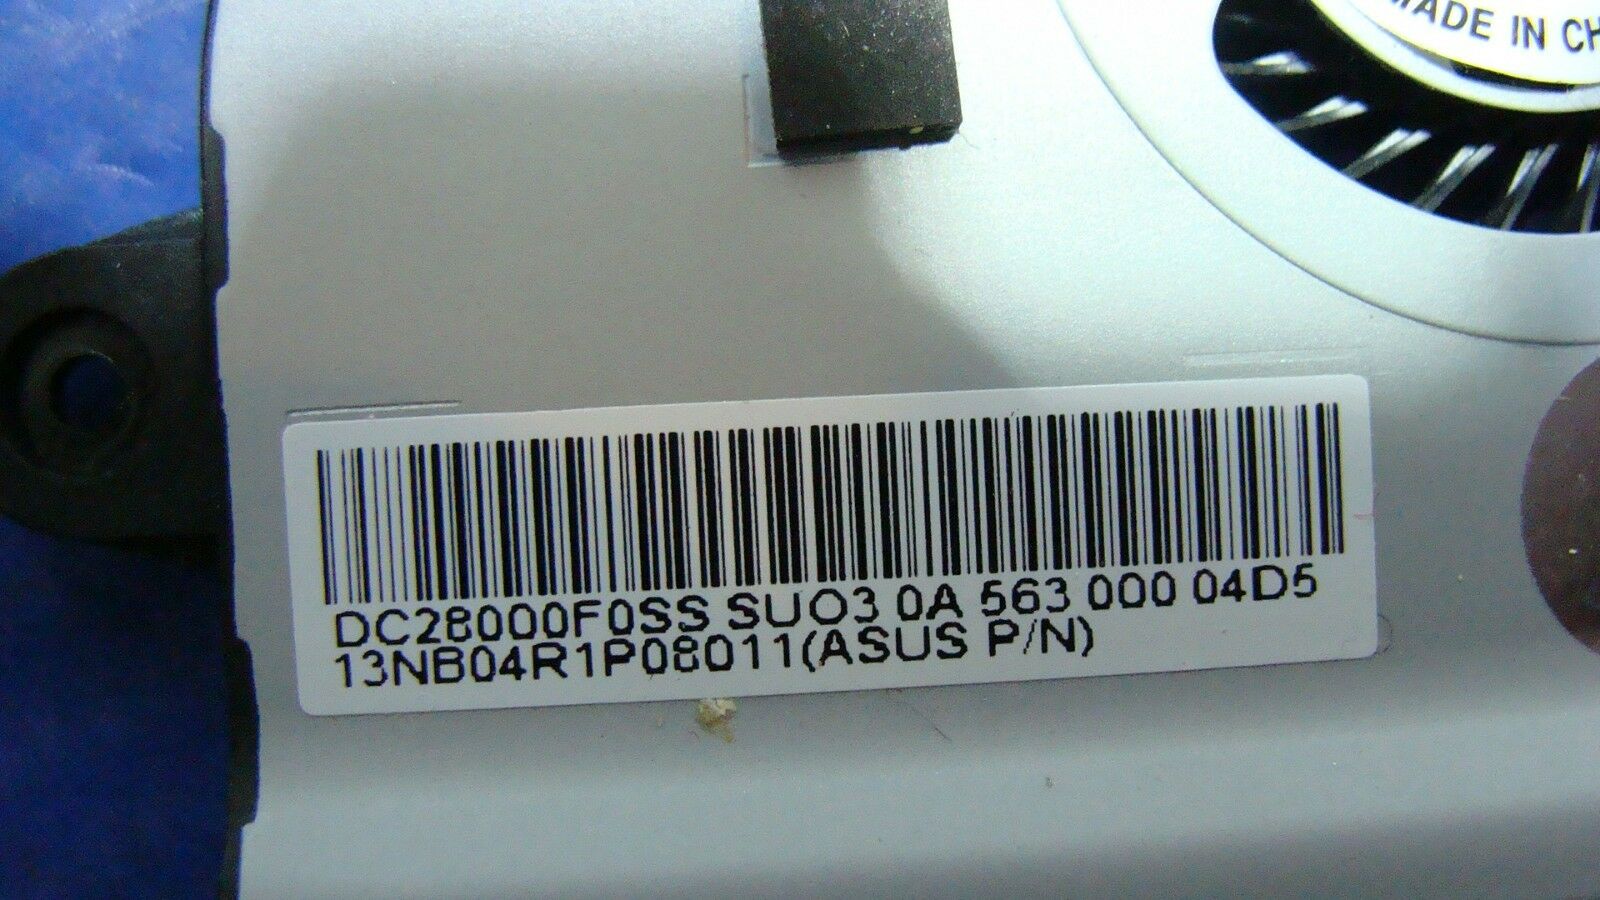 MADE IN CH
DC28000F0SS SUO3 0A 563 000 04D5
13NB04R1P08011(ASUS P/N)